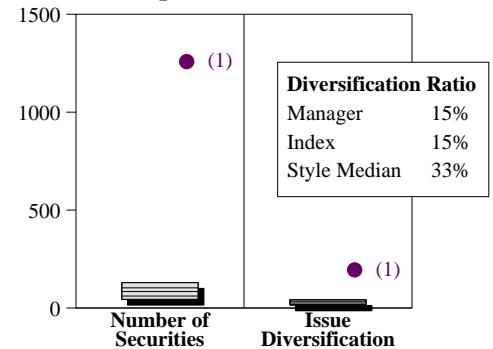 1500
(1)
Diversification Ratio
Manager 15%
Index 15%
Style Median 33%
1000
500
(1)
0
Number of
Securities
Issue
Diversification